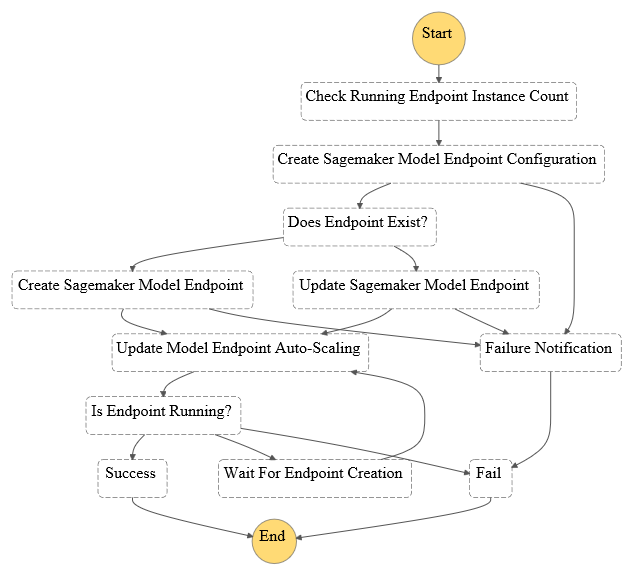 Start
Check Running Endpoint Instance Count
Create Sagemaker Model Endpoint Configuration
Does Endpoint Exist?
Create Sagemaker Model Endpoint
Update Sagemaker Model Endpoint
Update Model Endpoint Auto-Scaling
Failure Notification
Is Endpoint Running?
Success
Wait For Endpoint Creation
Fail
End